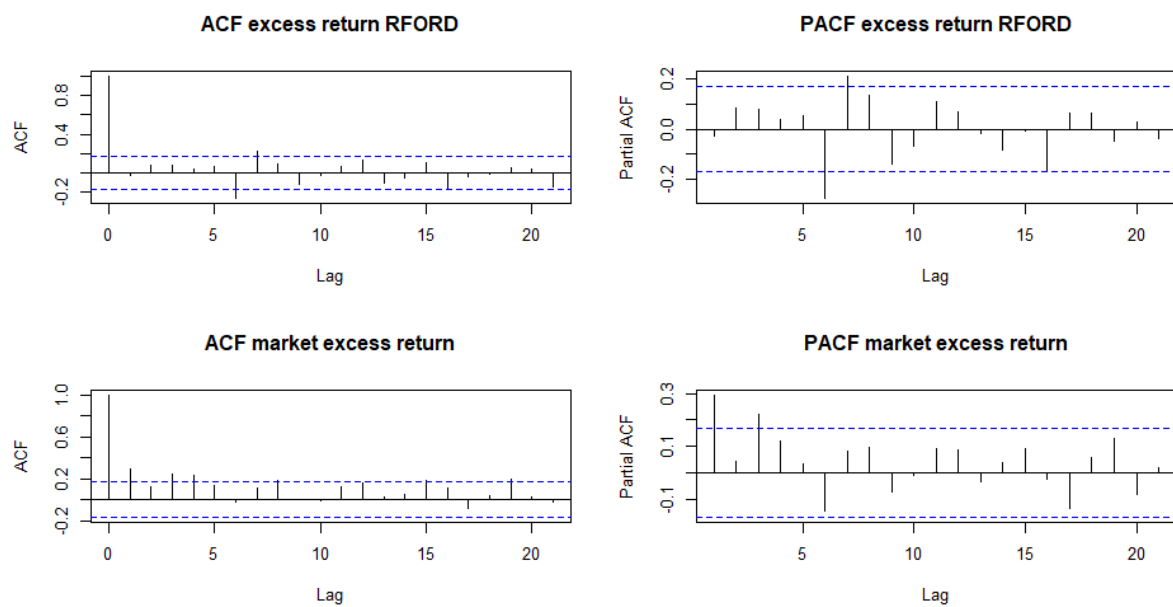 ACF excess return RFORD
ACF
0.8
0.4
-0.2
0 5 10 15 20
Lag
PACF excess return RFORD
Partial ACF
0.2
0.0
-0.2
5 10 15 20
Lag
ACF market excess return
ACF
1.0
0.6
0.2
-0.2
0 5 10 15 20
Lag
PACF market excess return
Partial ACF
0.3
0.1
-0.1
5 10 15 20
Lag